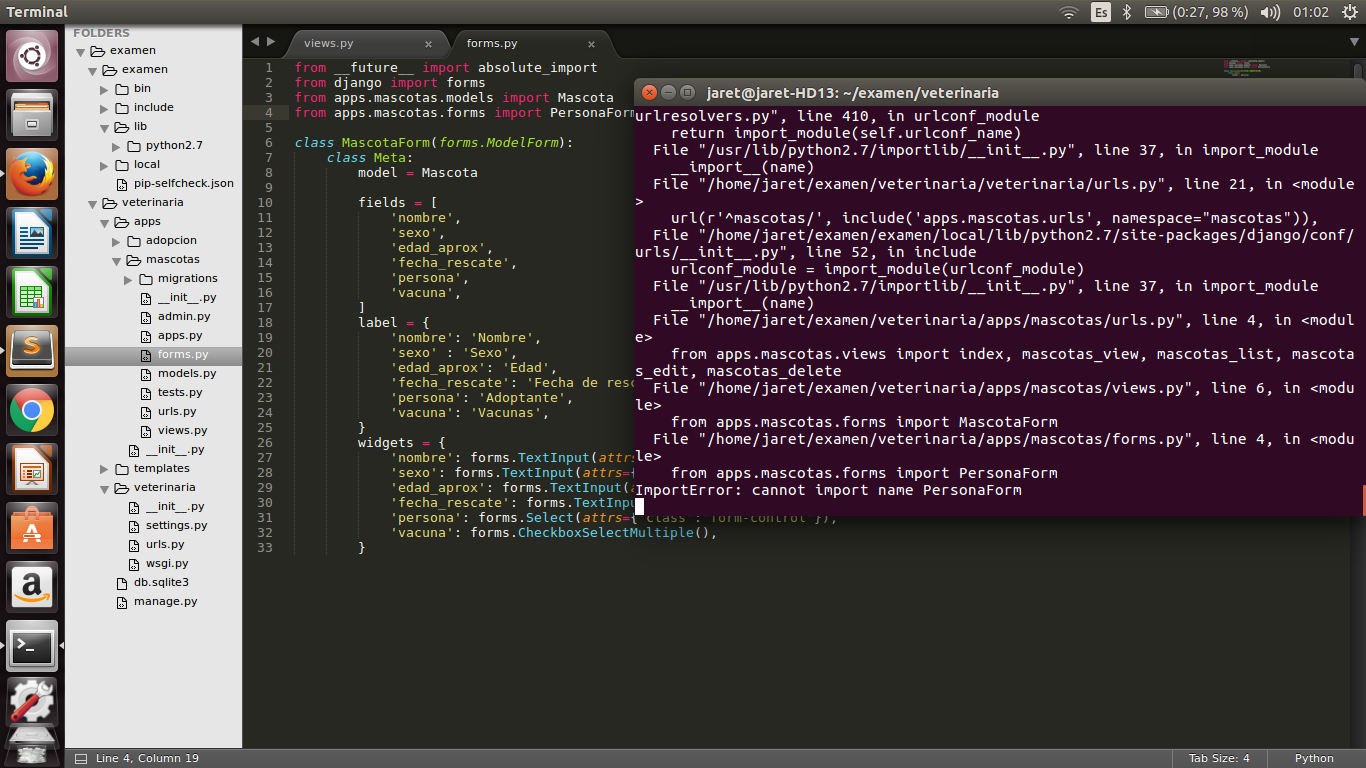 Terminal
Es
(0:27, 98 %)
01:02
FOLDERS
examen
examen
bin
include
lib
python2.7
local
pip-selfcheck.json
veterinaria
apps
adopcion
mascotas
migrations
__init__.py
admin.py
apps.py
forms.py
models.py
tests.py
urls.py
views.py
__init__.py
templates
veterinaria
__init__.py
settings.py
urls.py
wsgi.py
db.sqlite3
manage.py
views.py
forms.py
1 from __future__ import absolute_import
2 from django import forms
3 from apps.mascotas.models import Mascota
4 from apps.mascotas.forms import PersonaForm
5
6 class MascotaForm(forms.ModelForm):
7 class Meta:
8 model = Mascota
9
10 fields = [
11 'nombre',
12 'sexo',
13 'edad_aprox',
14 'fecha_rescate',
15 'persona',
16 'vacuna',
17 ]
18 label = {
19 'nombre': 'Nombre',
20 'sexo' : 'Sexo',
21 'edad_aprox': 'Edad',
22 'fecha_rescate': 'Fecha de resc
23 'persona': 'Adoptante',
24 'vacuna': 'Vacunas',
25 }
26 widgets = {
27 'nombre': forms.TextInput(attrs
28 'sexo': forms.TextInput(attrs={
29 'edad_aprox': forms.TextInput(a
30 'fecha_rescate': forms.TextInpu
31 'persona': forms.Select(attrs={'class': 'form-control'}),
32 'vacuna': forms.CheckboxSelectMultiple(),
33 }
jaret@jaret-HD13: ~/examen/veterinaria
urlresolvers.py", line 410, in urlconf_module
return import_module(self.urlconf_name)
File "/usr/lib/python2.7/importlib/__init__.py", line 37, in import_module
__import__(name)
File "/home/jaret/examen/veterinaria/veterinaria/urls.py", line 21, in <module
>
url(r'^mascotas/', include('apps.mascotas.urls', namespace="mascotas")),
File "/home/jaret/examen/examen/local/lib/python2.7/site-packages/django/conf/
urls/__init__.py", line 52, in include
urlconf_module = import_module(urlconf_module)
File "/usr/lib/python2.7/importlib/__init__.py", line 37, in import_module
__import__(name)
File "/home/jaret/examen/veterinaria/apps/mascotas/urls.py", line 4, in <modul
e>
from apps.mascotas.views import index, mascotas_view, mascotas_list, mascota
s_edit, mascotas_delete
File "/home/jaret/examen/veterinaria/apps/mascotas/views.py", line 6, in <modu
le>
from apps.mascotas.forms import MascotaForm
File "/home/jaret/examen/veterinaria/apps/mascotas/forms.py", line 4, in <modu
le>
from apps.mascotas.forms import PersonaForm
ImportError: cannot import name PersonaForm
Line 4, Column 19
Tab Size: 4
Python